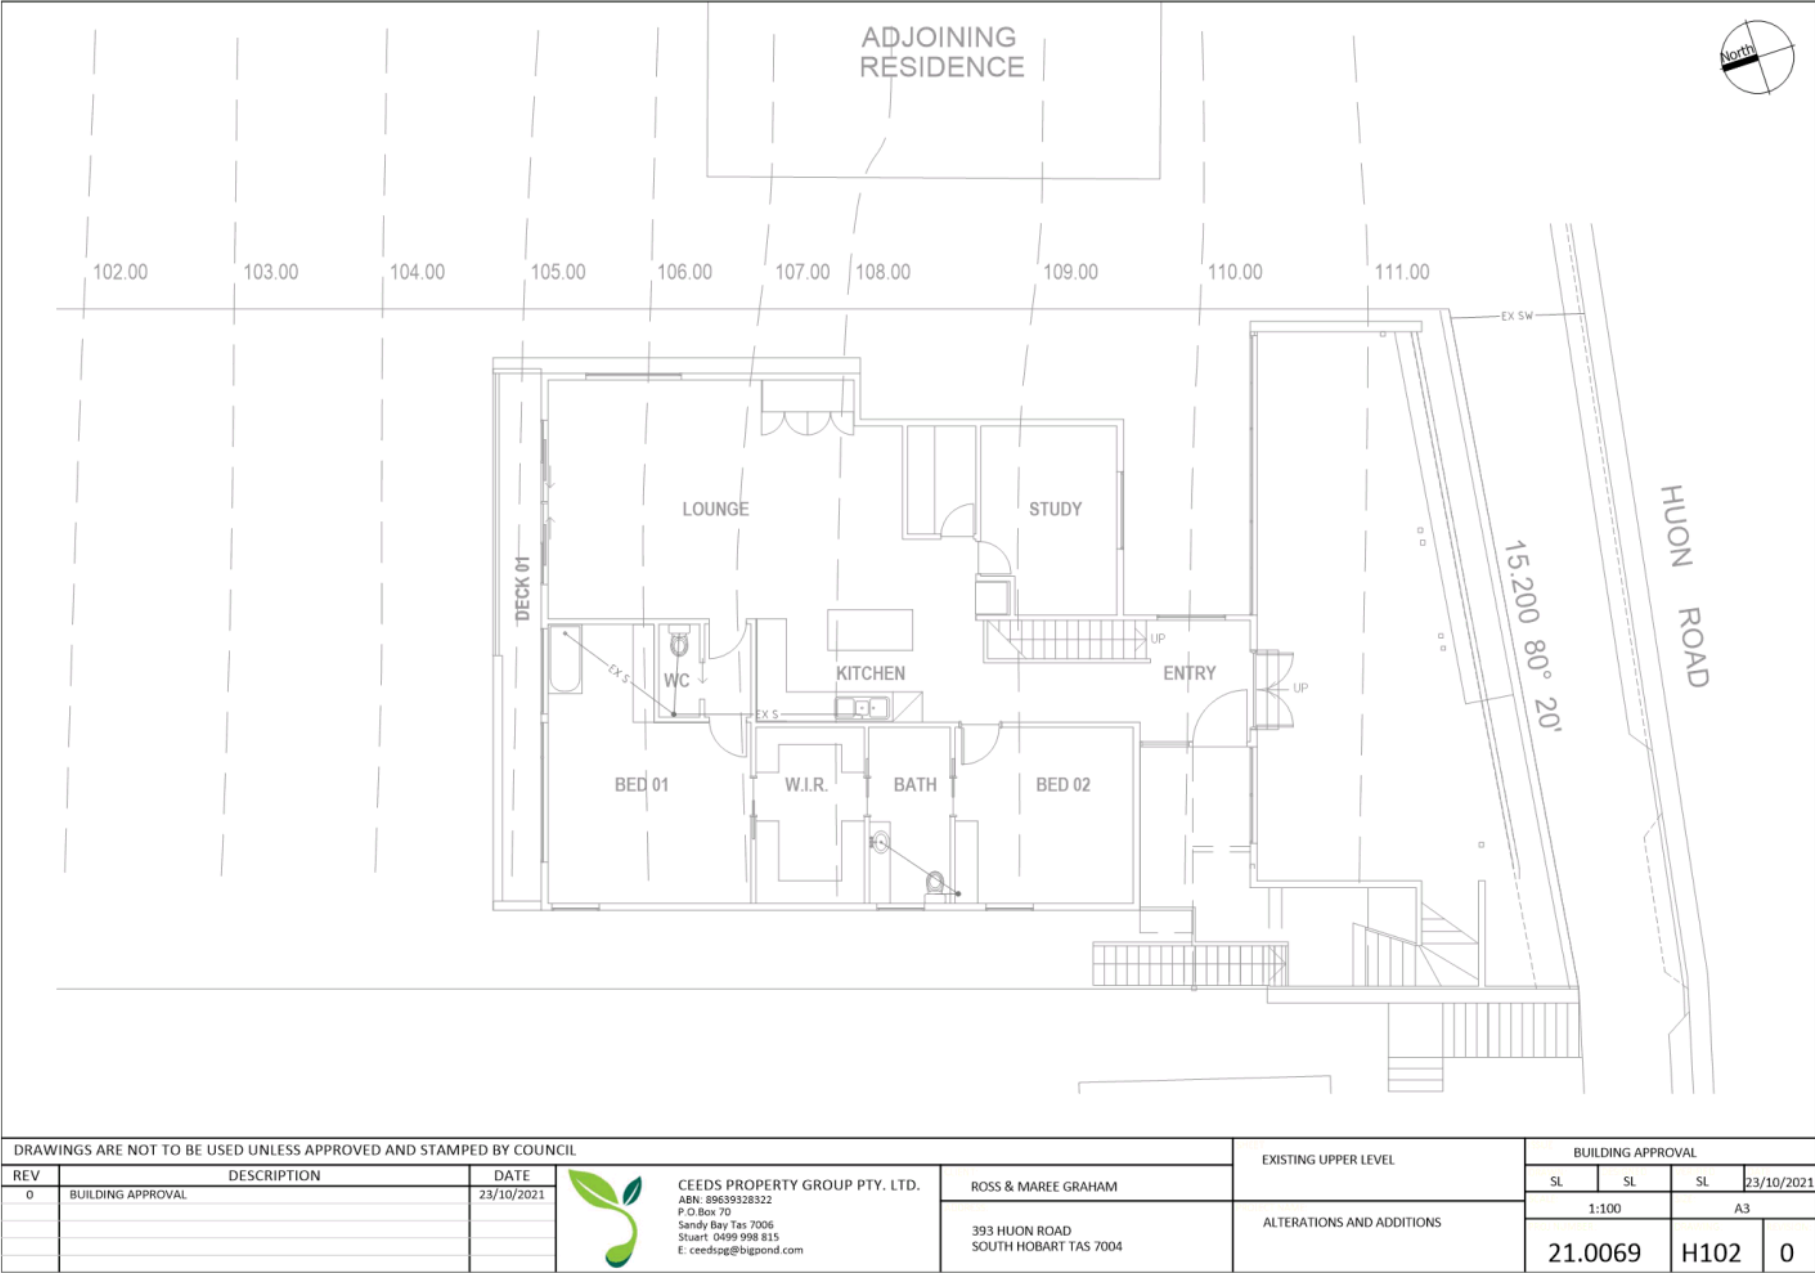 ADJOINING
RESIDENCE
North
102.00
103.00
104.00
105.00
106.00
107.00
108.00
109.00
110.00
111.00
EX SW
LOUNGE
STUDY
HUON ROAD
15.200 80° 20'
DECK 01
UP
EX S
WC
KITCHEN
ENTRY
UP
EX S
BED 01
W.I.R.
BATH
BED 02
DRAWINGS ARE NOT TO BE USED UNLESS APPROVED AND STAMPED BY COUNCIL
REV DESCRIPTION DATE
0 BUILDING APPROVAL 23/10/2021
CEEDS PROPERTY GROUP PTY. LTD.
ABN: 89639328322
P.O.Box 70
Sandy Bay Tas 7006
Stuart 0499 998 815
E: ceedspg@bigpond.com
ROSS & MAREE GRAHAM
393 HUON ROAD
SOUTH HOBART TAS 7004
EXISTING UPPER LEVEL
ALTERATIONS AND ADDITIONS
BUILDING APPROVAL
SL SL SL 23/10/2021
1:100 A3
21.0069 H102 0